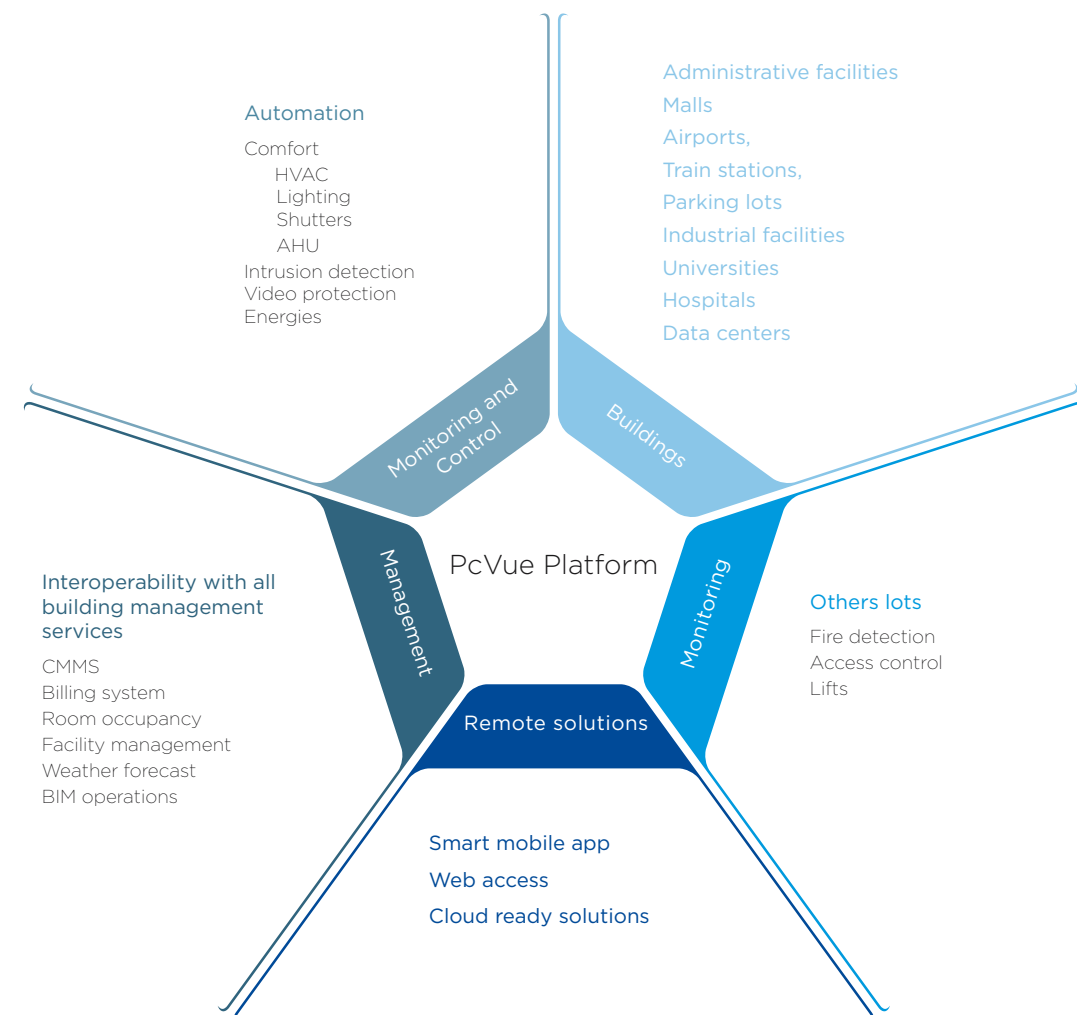 Automation
Comfort
HVAC
Lighting
Shutters
AHU
Intrusion detection
Video protection
Energies
Administrative facilities
Malls
Airports,
Train stations,
Parking lots
Industrial facilities
Universities
Hospitals
Data centers
Monitoring and
Control
Buildings
PcVue Platform
Management
Monitoring
Remote solutions
Interoperability with all
building management
services
CMMS
Billing system
Room occupancy
Facility management
Weather forecast
BIM operations
Others lots
Fire detection
Access control
Lifts
Smart mobile app
Web access
Cloud ready solutions